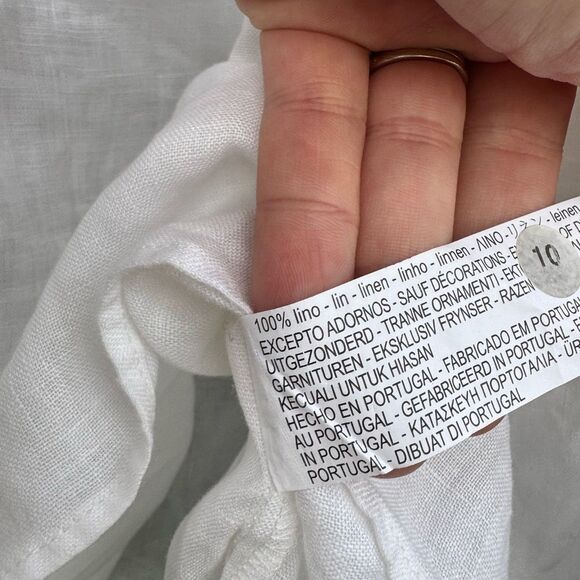 100% lino - lin - linen - linho - linnen - ΛΙΝΟ - リネン - leinen
EXCEPTO ADORNOS - SAUF DÉCORATIONS - OF
UITGEZONDERD - TRANNE ORNAMENTI -
GARNITUREN - EKSKLUSIV FRYNSER -
KECUALI UNTUK HIASAN
HECHO EN PORTUGAL - FABRICADO EM
AU PORTUGAL - GEFABRICEERD IN PORTUGAL -
IN PORTUGAL - ΚΑΤΑΣΚΕΥΗ ΠΟΡΤΟΓΑΛΙΑ -
PORTUGAL - DIBUAT DI PORTUGAL
10